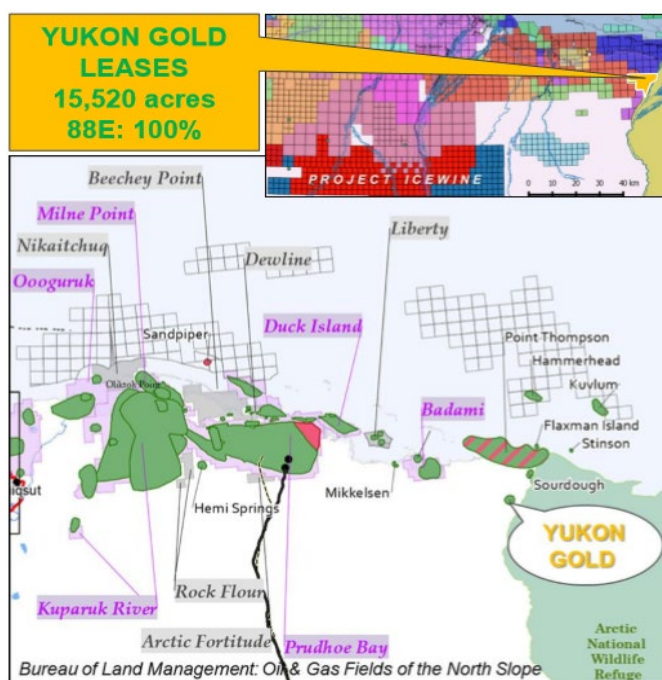 YUKON GOLD
LEASES
15,520 acres
88E: 100%
PROJECT ICEWINE
0 10 20 30 40 km
Beechey Point
Milne Point
Nikaitchuq
Oooguruk
Dewline
Liberty
Sandpiper
Duck Island
Point Thompson
Hammerhead
Oliktok Point
Kuvlum
Badami
Flaxman Island
Stinson
iqsut
Mikkelsen
Sourdough
Hemi Springs
YUKON
GOLD
Rock Flour
Kuparuk River
Arctic Fortitude
Prudhoe Bay
Arctic
National
Wildlife
Refuge
Bureau of Land Management: Oil & Gas Fields of the North Slope